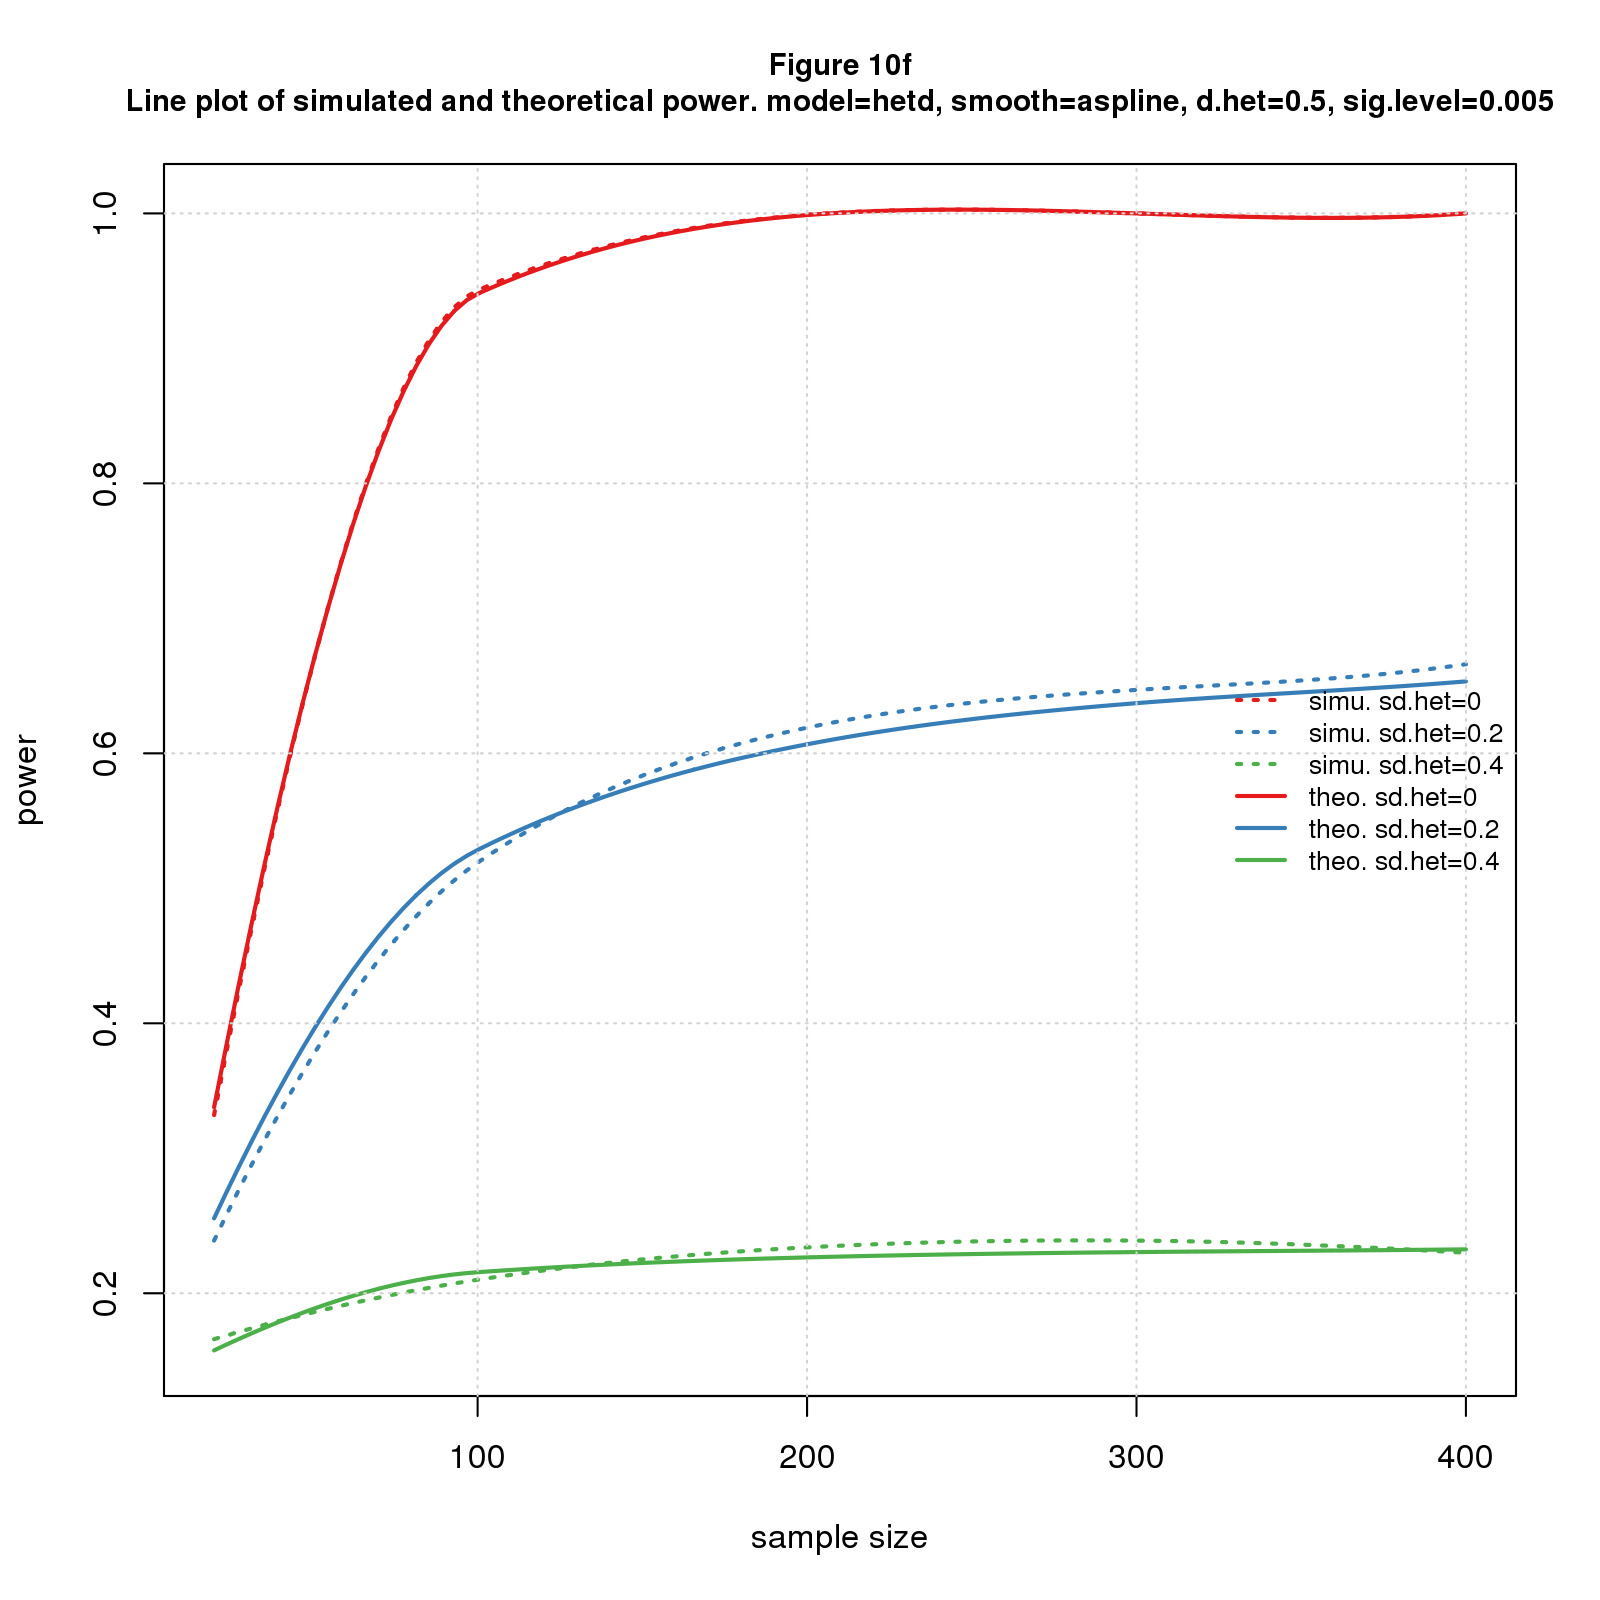 Figure 10f
Line plot of simulated and theoretical power. model=hetd, smooth=aspline, d.het=0.5, sig.level=0.005
power
1.0
0.8
0.6
0.4
0.2
simu. sd.het=0
simu. sd.het=0.2
simu. sd.het=0.4
theo. sd.het=0
theo. sd.het=0.2
theo. sd.het=0.4
100 200 300 400
sample size